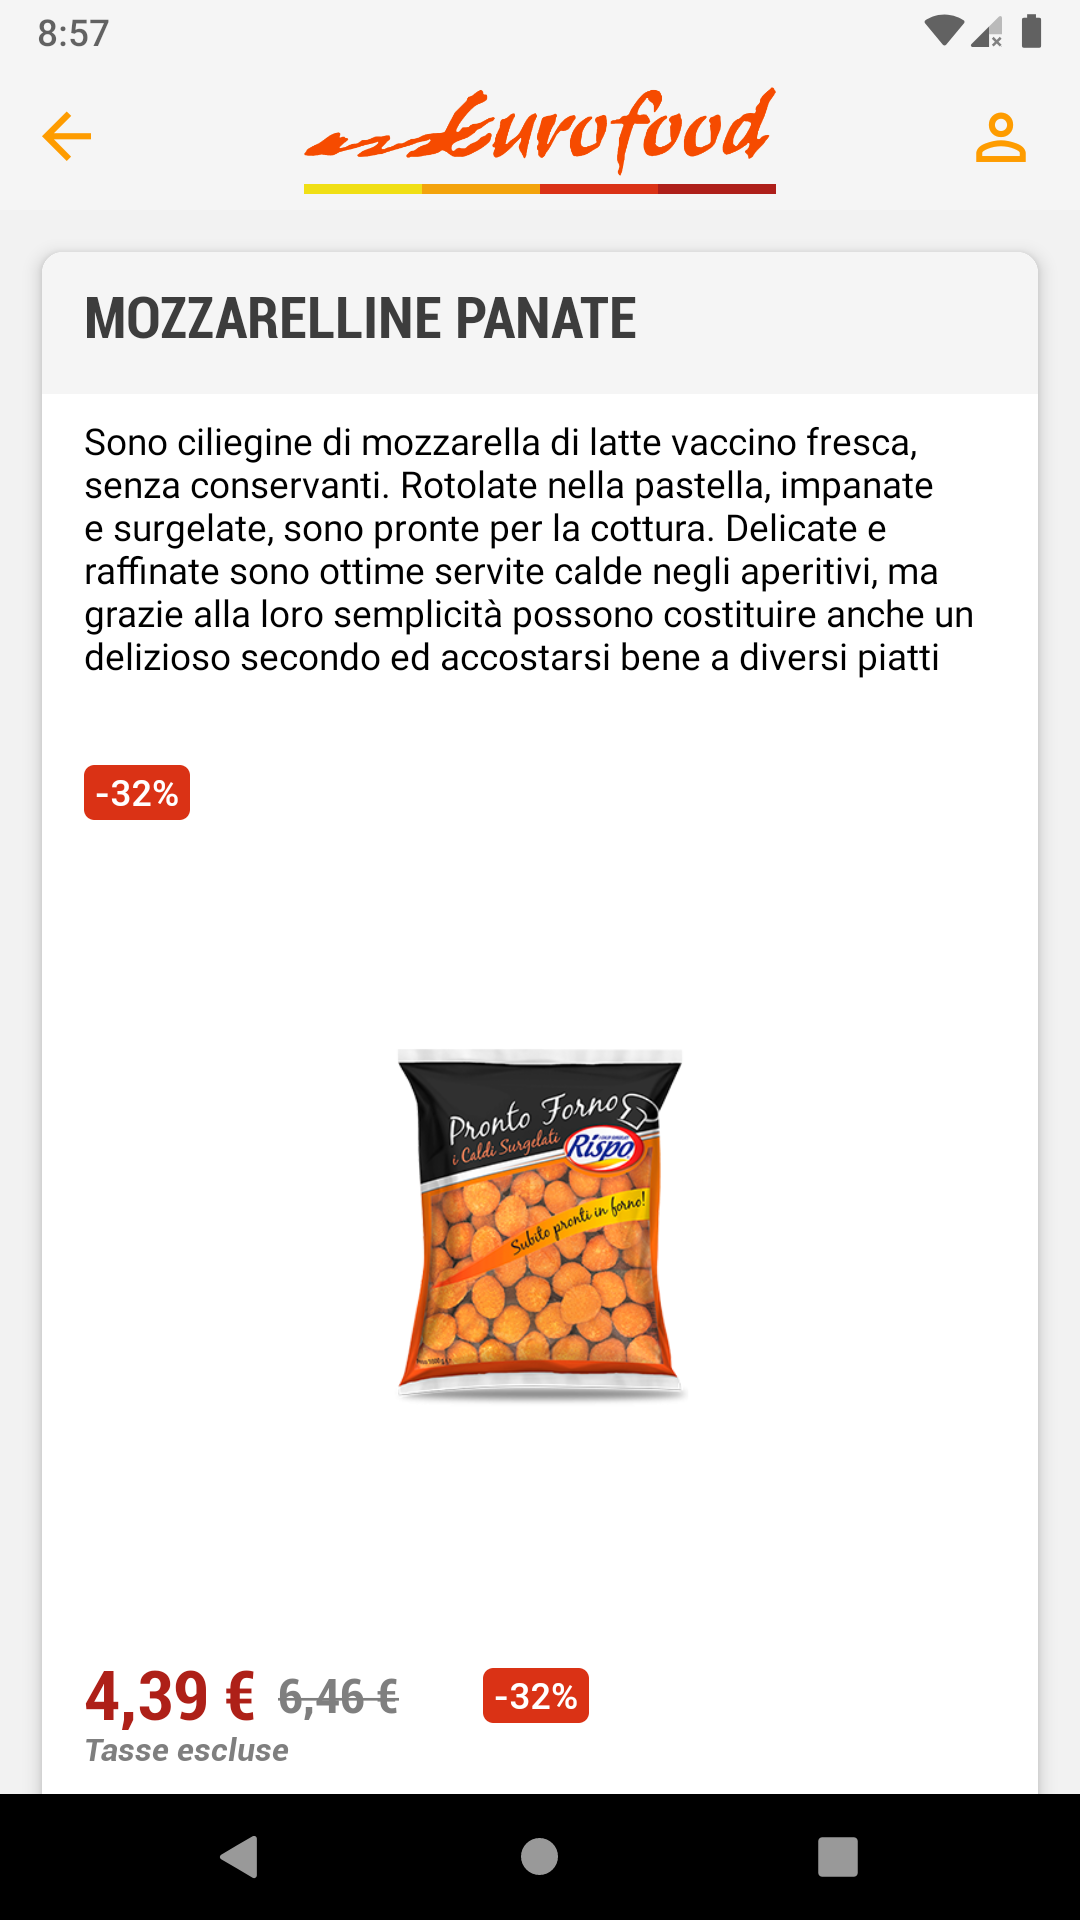 8:57
Eurofood
MOZZARELLINE PANATE
Sono ciliegine di mozzarella di latte vaccino fresca,
senza conservanti. Rotolate nella pastella, impanate
e surgelate, sono pronte per la cottura. Delicate e
raffinate sono ottime servite calde negli aperitivi, ma
grazie alla loro semplicità possono costituire anche un
delizioso secondo ed accostarsi bene a diversi piatti
-32%
Pronto Forno
i Caldi Surgelati
Rispo
Subito pronti in forno!
4,39 € 6,46 € -32%
Tasse escluse